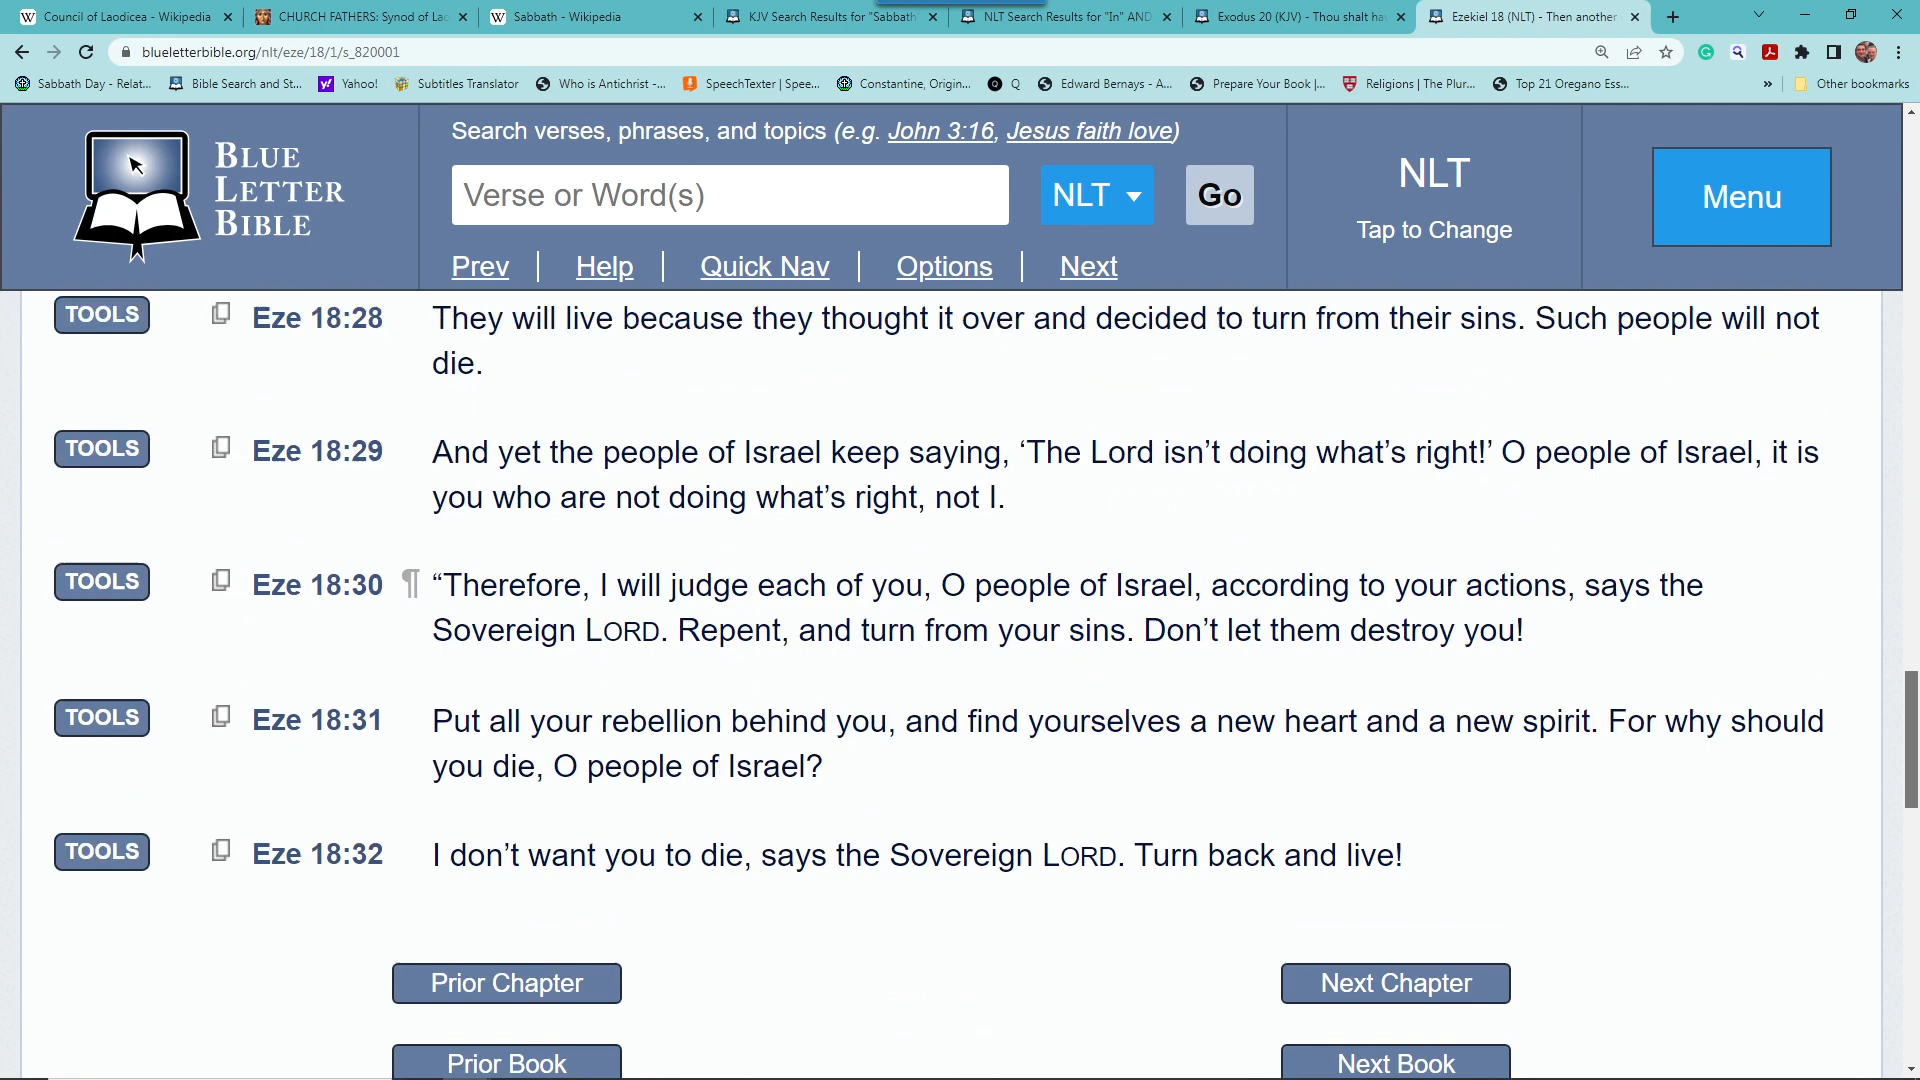 Council of Laodicea - Wikipedia
CHURCH FATHERS: Synod of Lao
Sabbath - Wikipedia
KJV Search Results for "Sabbath"
NLT Search Results for "In" AND
Exodus 20 (KJV) - Thou shalt ha
Ezekiel 18 (NLT) - Then another
blueletterbible.org/nlt/eze/18/1/s_820001
Sabbath Day - Relat...
Bible Search and St...
Yahoo!
Subtitles Translator
Who is Antichrist -...
SpeechTexter | Spee...
Constantine, Origin...
Q
Edward Bernays - A...
Prepare Your Book |...
Religions | The Plur...
Top 21 Oregano Ess...
»
Other bookmarks
BLUE
LETTER
BIBLE
Search verses, phrases, and topics (e.g. John 3:16, Jesus faith love)
Verse or Word(s)
NLT
Go
Prev | Help | Quick Nav | Options | Next
NLT
Tap to Change
Menu
TOOLS Eze 18:28 They will live because they thought it over and decided to turn from their sins. Such people will not
die.
TOOLS Eze 18:29 And yet the people of Israel keep saying, ‘The Lord isn’t doing what’s right!’ O people of Israel, it is
you who are not doing what’s right, not I.
TOOLS Eze 18:30 ¶ “Therefore, I will judge each of you, O people of Israel, according to your actions, says the
Sovereign LORD. Repent, and turn from your sins. Don’t let them destroy you!
TOOLS Eze 18:31 Put all your rebellion behind you, and find yourselves a new heart and a new spirit. For why should
you die, O people of Israel?
TOOLS Eze 18:32 I don’t want you to die, says the Sovereign LORD. Turn back and live!
Prior Chapter
Next Chapter
Prior Book
Next Book